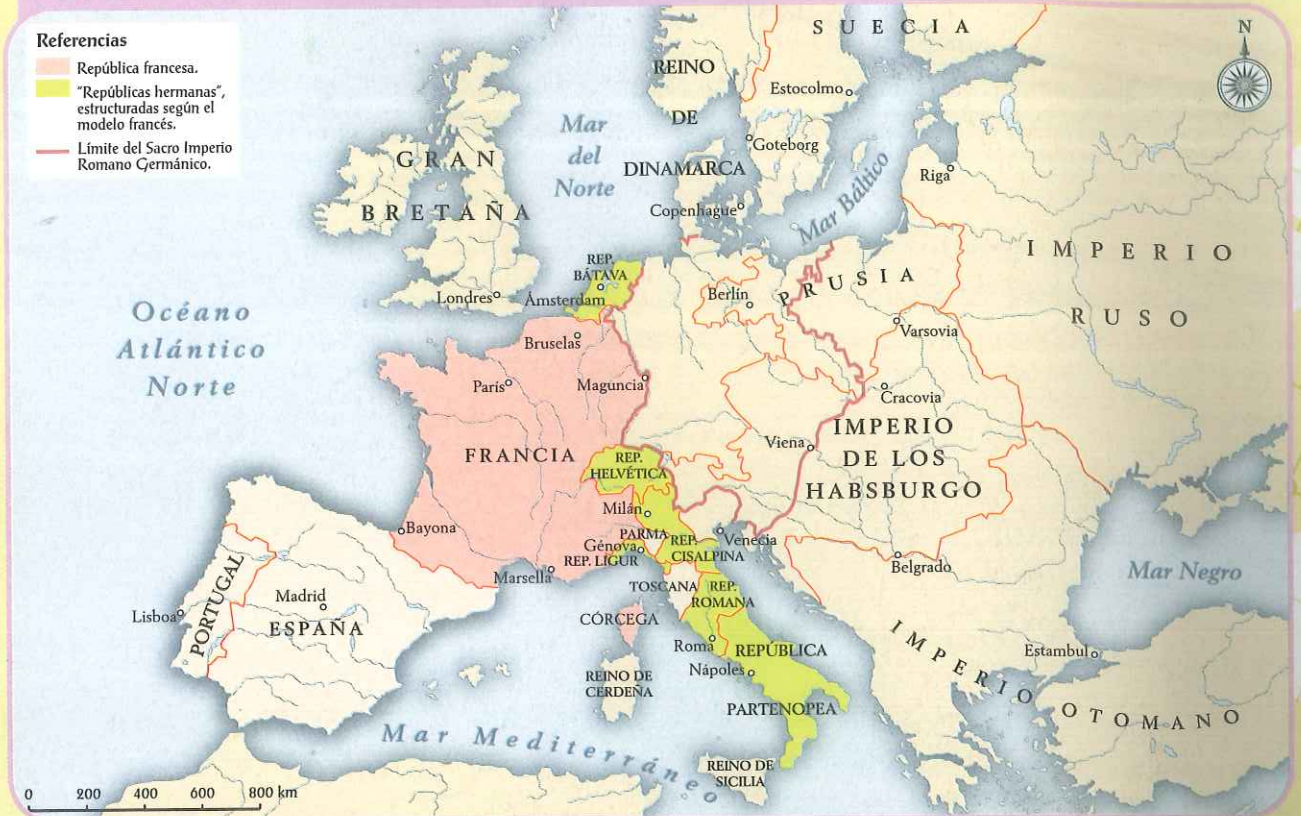 Referencias
República francesa.
"Repúblicas hermanas",
estructuradas según el
modelo francés.
Límite del Sacro Imperio
Romano Germánico.
N
SUECIA
REINO
DE
DINAMARCA
Estocolmo
Goteborg
Copenhague
Mar
del
Norte
Mar Báltico
Riga
GRAN
BRETAÑA
Londres
IMPERIO
RUSO
REP.
BÁTAVA
Ámsterdam
Berlín
PRUSIA
Varsovia
Océano
Atlántico
Norte
Bruselas
París
Maguncia
Cracovia
FRANCIA
Viena
IMPERIO
DE LOS
HABSBURGO
REP.
HELVÉTICA
Milán
Bayona
PARMA
Génova
REP. LIGUR
REP.
CISALPINA
Venecia
Marsella
Belgrado
Mar Negro
TOSCANA
REP.
ROMANA
PORTUGAL
Lisboa
Madrid
ESPAÑA
CÓRCEGA
Roma
REPÚBLICA
Nápoles
PARTENOPEA
REINO DE
CERDEÑA
Estambul
IMPERIO OTOMANO
Mar Mediterráneo
REINO DE
SICILIA
0 200 400 600 800 km